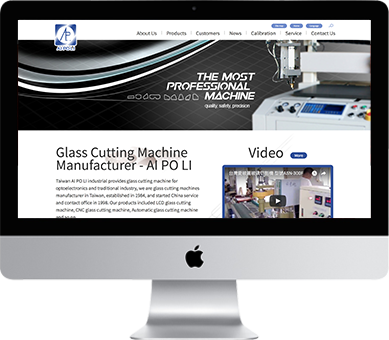 AI PO LI
About Us Products Customers News Calibration Service Contact Us
THE MOST
PROFESSIONAL
MACHINE
quality, safety, precision
Glass Cutting Machine
Manufacturer - AI PO LI
Taiwan AI PO LI industrial provides glass cutting machine for
optoelectronics and traditional industry, we are glass cutting machines
manufacturer in Taiwan, established in 1984, and started China service
and contact office in 1998. Our products included LCD glass cutting
machine, CNC glass cutting machine, Automatic glass cutting machine
Video More